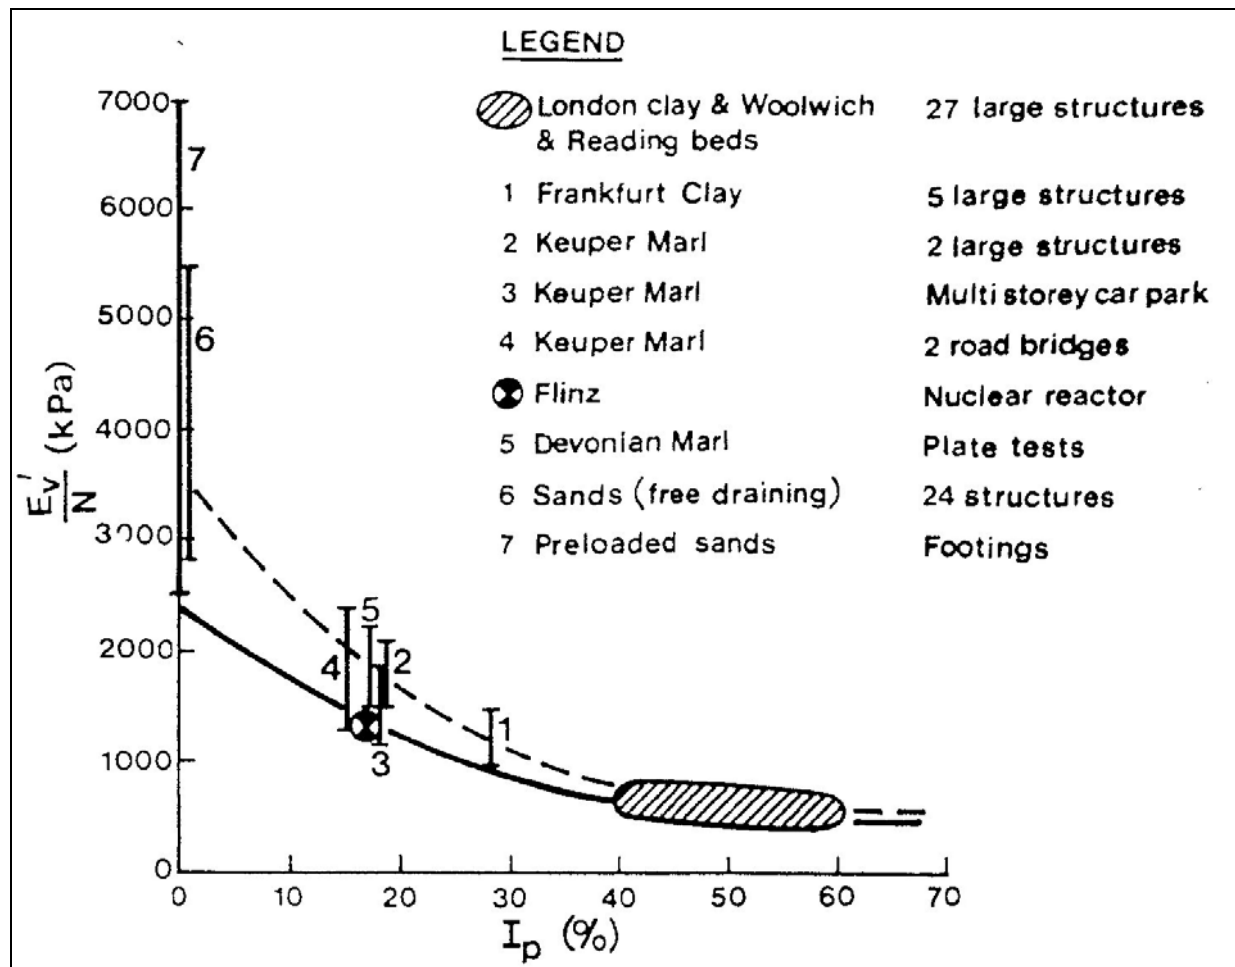 LEGEND
London clay & Woolwich 27 large structures
& Reading beds
1 Frankfurt Clay 5 large structures
2 Keuper Marl 2 large structures
3 Keuper Marl Multi storey car park
4 Keuper Marl 2 road bridges
Flinz Nuclear reactor
5 Devonian Marl Plate tests
6 Sands (free draining) 24 structures
7 Preloaded sands Footings
7000
6000
5000
4000
3000
2000
1000
0
Ev'/N (kPa)
7
6
5
4
2
3
1
0 10 20 30 40 50 60 70
Ip (%)